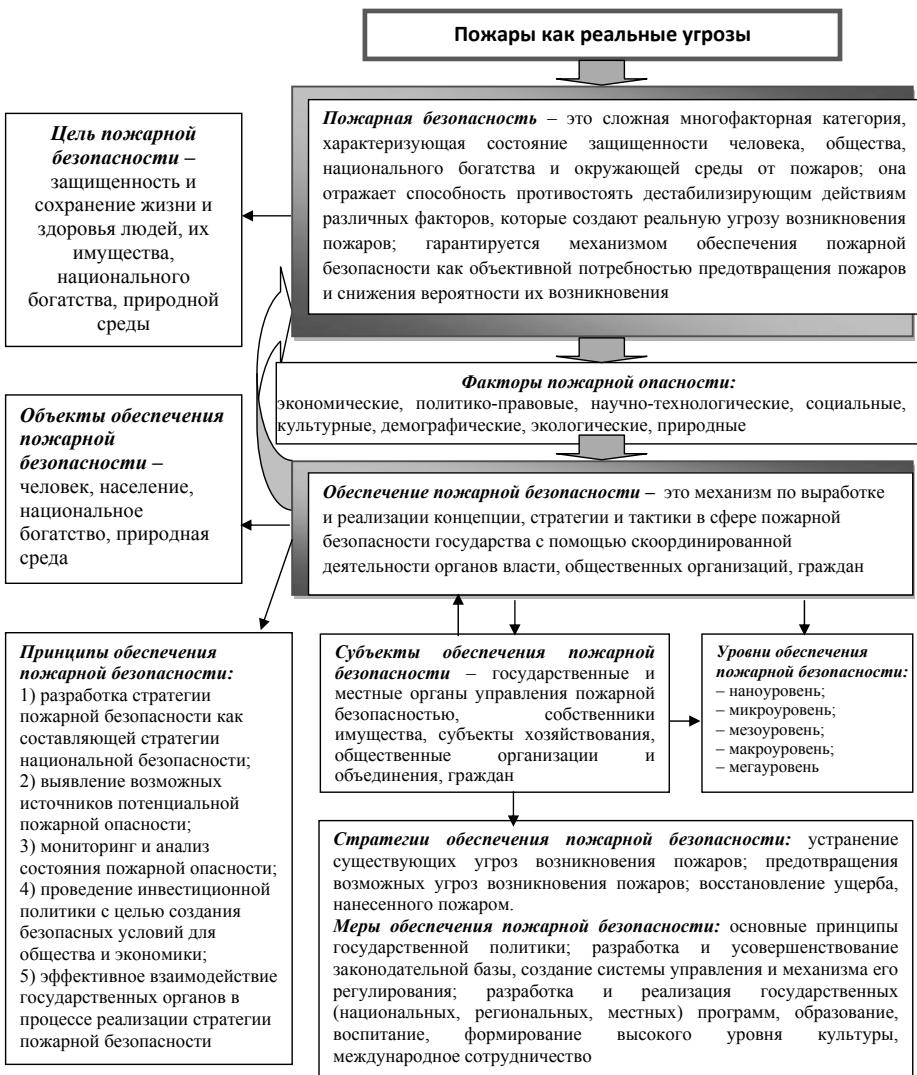 Пожары как реальные угрозы
Пожарная безопасность – это сложная многофакторная категория,
характеризующая состояние защищенности человека, общества,
национального богатства и окружающей среды от пожаров; она
отражает способность противостоять дестабилизирующим действиям
различных факторов, которые создают реальную угрозу возникновения
пожаров; гарантируется механизмом обеспечения пожарной
безопасности как объективной потребностью предотвращения пожаров
и снижения вероятности их возникновения
Цель пожарной
безопасности –
защищенность и
сохранение жизни и
здоровья людей, их
имущества,
национального
богатства, природной
среды
Факторы пожарной опасности:
экономические, политико-правовые, научно-технологические, социальные,
культурные, демографические, экологические, природные
Объекты обеспечения
пожарной
безопасности –
человек, население,
национальное
богатство, природная
среда
Обеспечение пожарной безопасности – это механизм по выработке
и реализации концепции, стратегии и тактики в сфере пожарной
безопасности государства с помощью скоординированной
деятельности органов власти, общественных организаций, граждан
Принципы обеспечения
пожарной безопасности:
1) разработка стратегии
пожарной безопасности как
составляющей стратегии
национальной безопасности;
2) выявление возможных
источников потенциальной
пожарной опасности;
3) мониторинг и анализ
состояния пожарной опасности;
4) проведение инвестиционной
политики с целью создания
безопасных условий для
общества и экономики;
5) эффективное взаимодействие
государственных органов в
процессе реализации стратегии
пожарной безопасности
Субъекты обеспечения пожарной
безопасности – государственные и
местные органы управления пожарной
безопасностью, собственники
имущества, субъекты хозяйствования,
общественные организации и
объединения, граждан
Уровни обеспечения
пожарной безопасности:
– наноуровень;
– микроуровень;
– мезоуровень;
– макроуровень;
– мегауровень
Стратегии обеспечения пожарной безопасности: устранение
существующих угроз возникновения пожаров; предотвращения
возможных угроз возникновения пожаров; восстановление ущерба,
нанесенного пожаром.
Меры обеспечения пожарной безопасности: основные принципы
государственной политики; разработка и усовершенствование
законодательной базы, создание системы управления и механизма его
регулирования; разработка и реализация государственных
(национальных, региональных, местных) программ, образование,
воспитание, формирование высокого уровня культуры,
международное сотрудничество